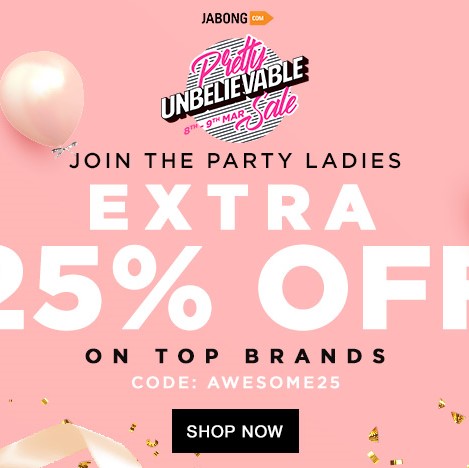 JABONG COM
Pretty
UNBELIEVABLE
Sale
8TH - 9TH MAR
JOIN THE PARTY LADIES
EXTRA
25% OFF
ON TOP BRANDS
CODE: AWESOME25
SHOP NOW